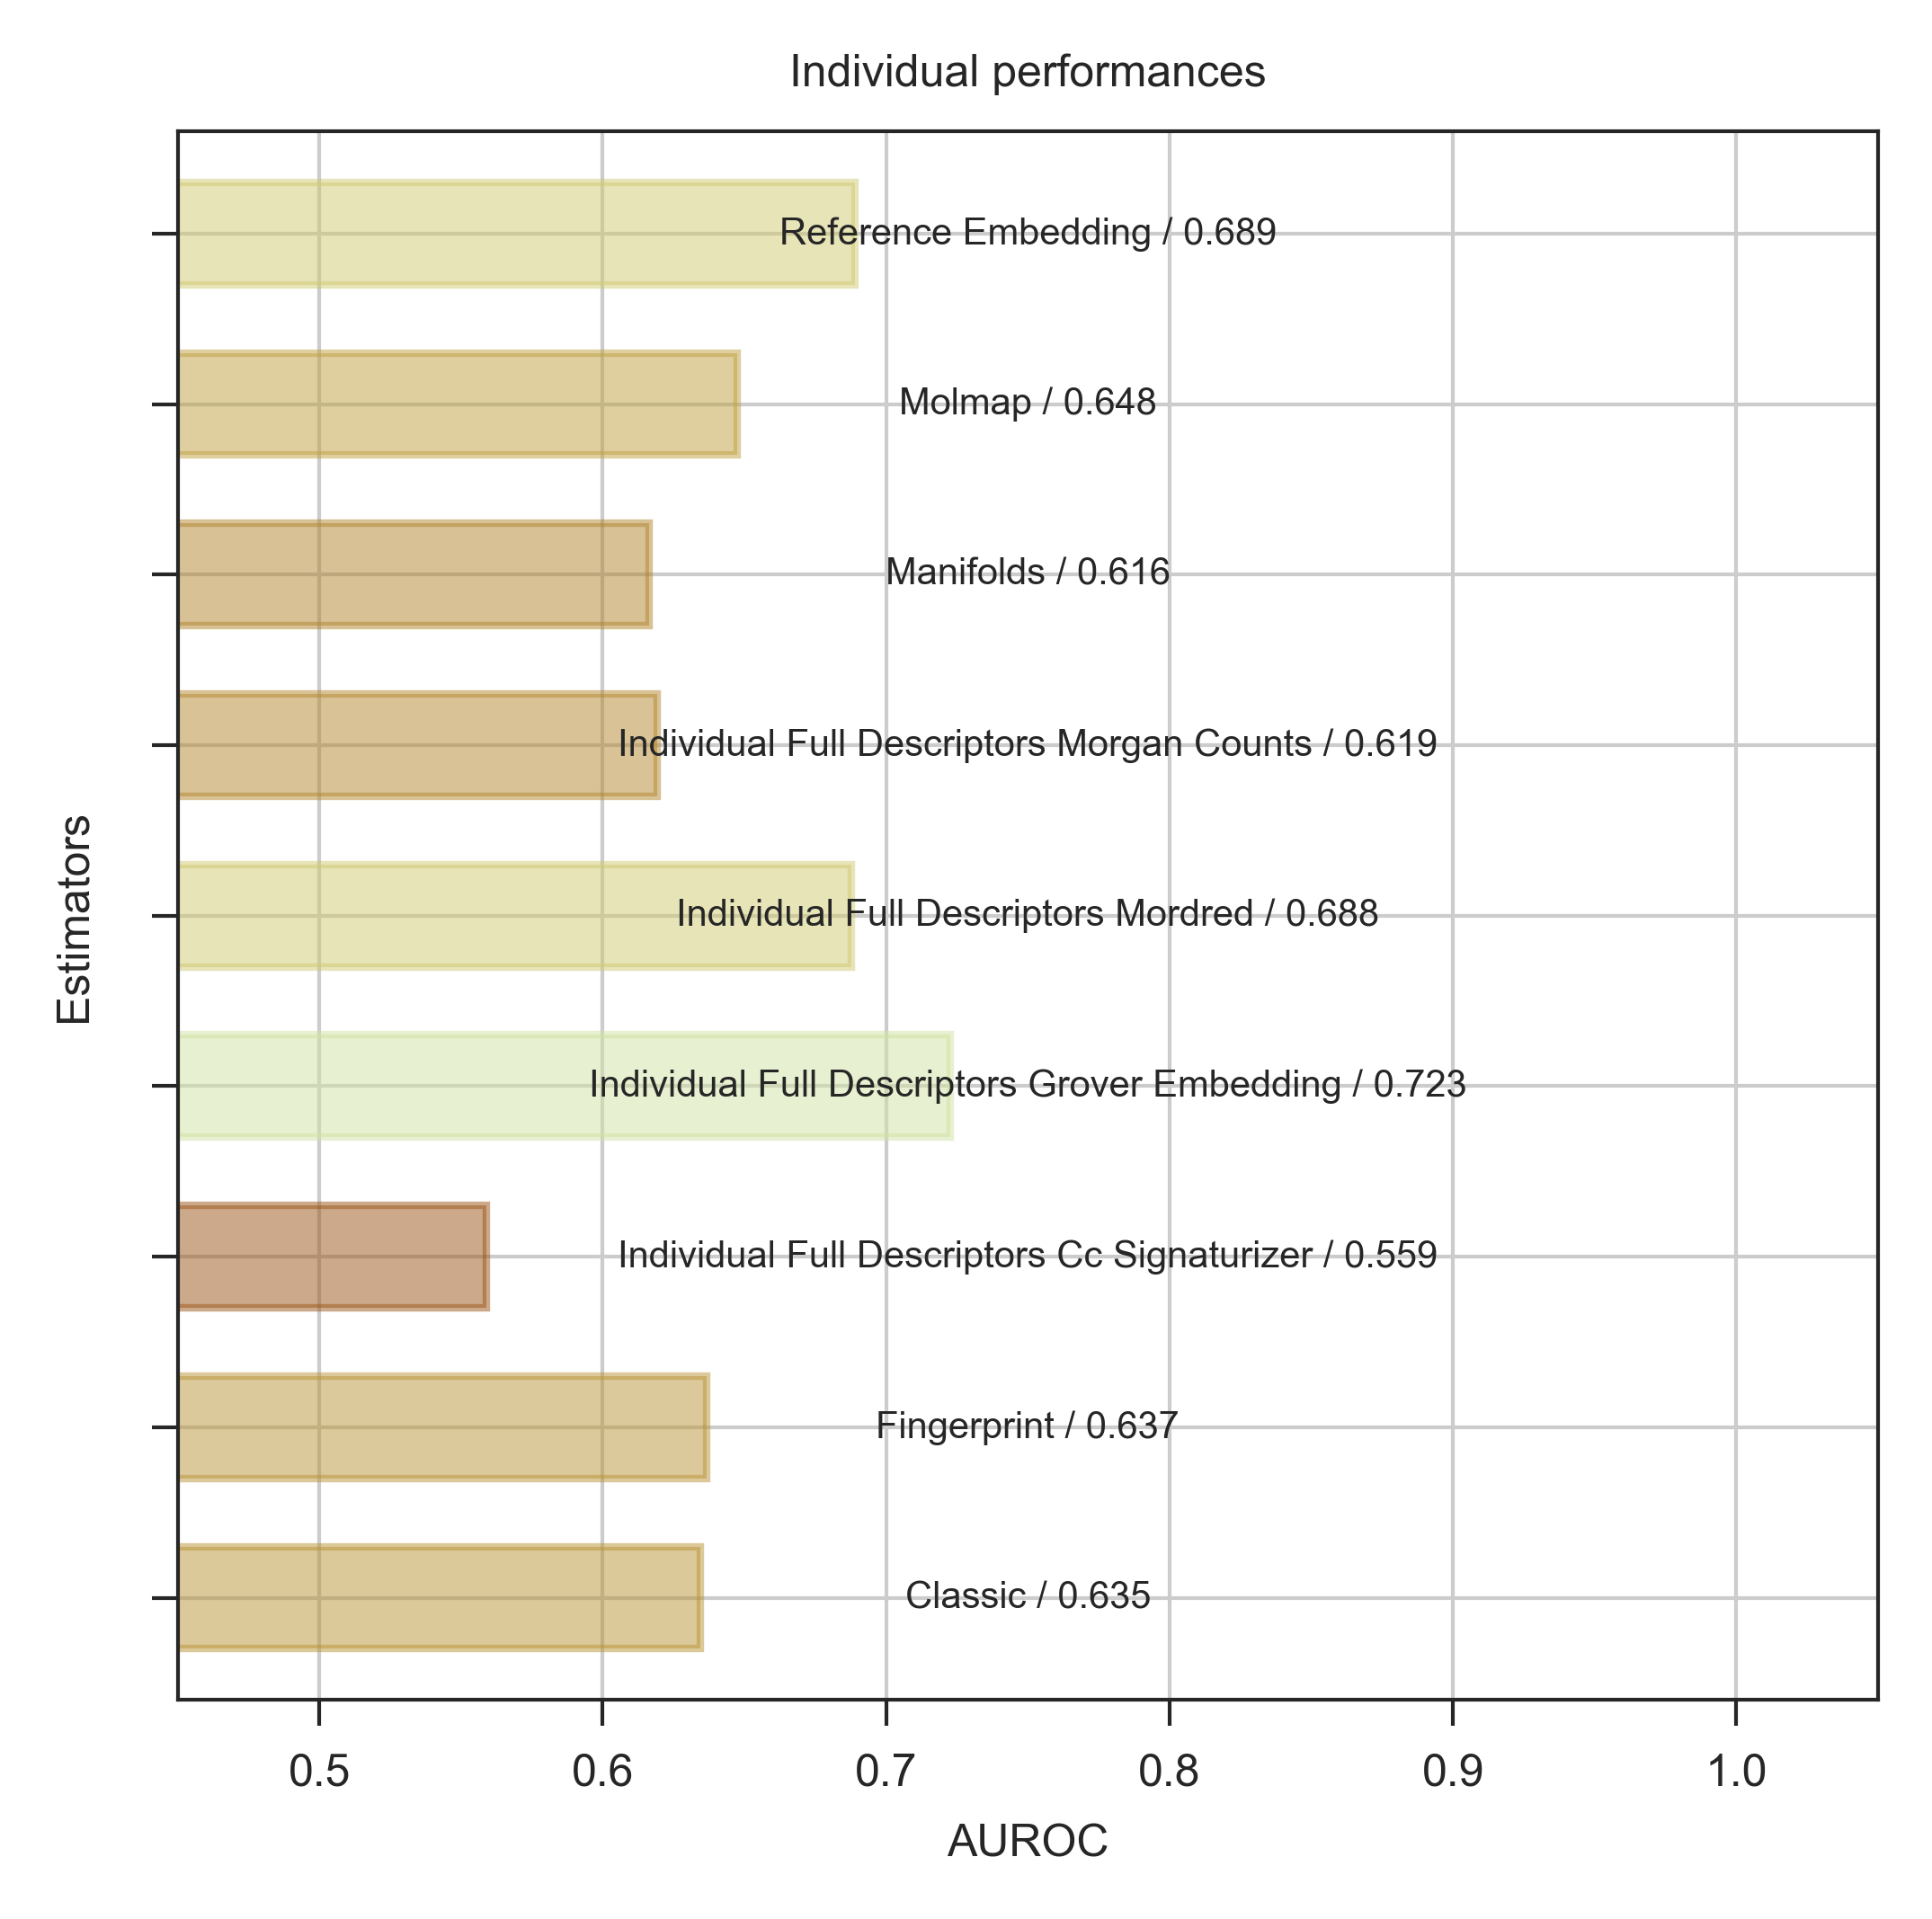 Individual performances
Reference Embedding / 0.689
Molmap / 0.648
Manifolds / 0.616
Individual Full Descriptors Morgan Counts / 0.619
Individual Full Descriptors Mordred / 0.688
Individual Full Descriptors Grover Embedding / 0.723
Individual Full Descriptors Cc Signaturizer / 0.559
Fingerprint / 0.637
Classic / 0.635
Estimators
0.5 0.6 0.7 0.8 0.9 1.0
AUROC